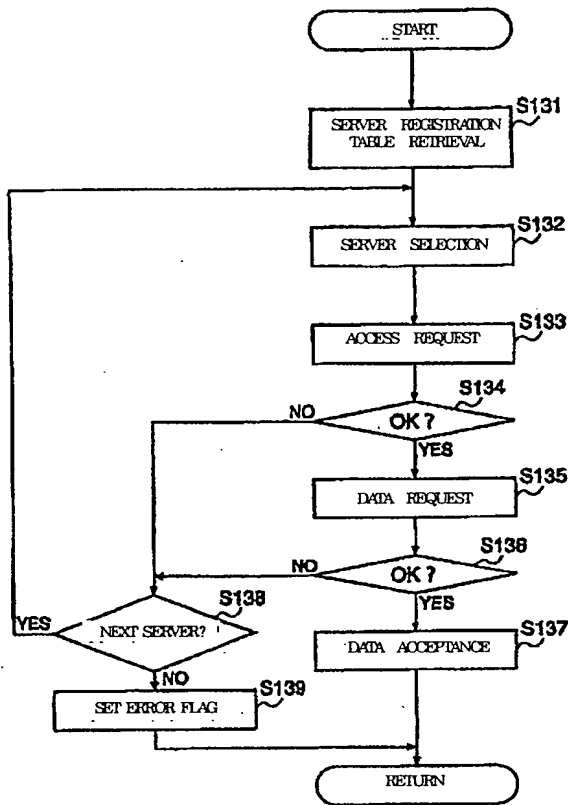 START
S131
SERVER REGISTRATION
TABLE RETRIEVAL
S132
SERVER SELECTION
S133
ACCESS REQUEST
S134
NO
OK ?
YES
S135
DATA REQUEST
S136
NO
OK ?
YES
S138
YES
NEXT SERVER?
NO
S137
DATA ACCEPTANCE
S139
SET ERROR FLAG
RETURN